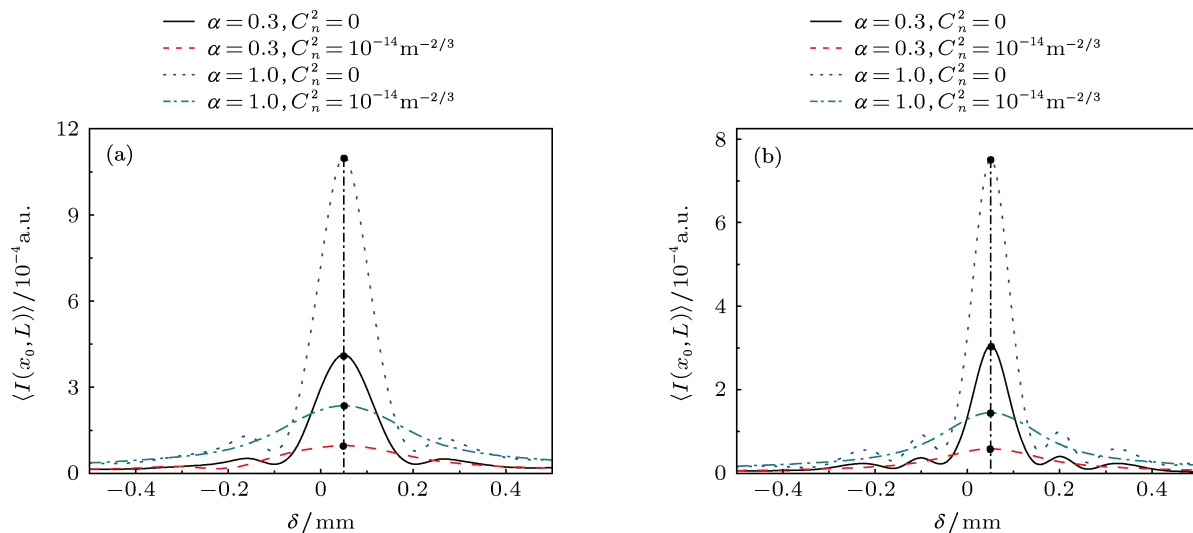 α=0.3, C_n^2=0
α=0.3, C_n^2=10^{-14} m^{-2/3}
α=1.0, C_n^2=0
α=1.0, C_n^2=10^{-14} m^{-2/3}
(a)
12
9
6
3
0
−0.4 −0.2 0 0.2 0.4
⟨I(x_0, L)⟩/10^{-4} a.u.
δ/mm
α=0.3, C_n^2=0
α=0.3, C_n^2=10^{-14} m^{-2/3}
α=1.0, C_n^2=0
α=1.0, C_n^2=10^{-14} m^{-2/3}
(b)
8
6
4
2
0
−0.4 −0.2 0 0.2 0.4
⟨I(x_0, L)⟩/10^{-4} a.u.
δ/mm